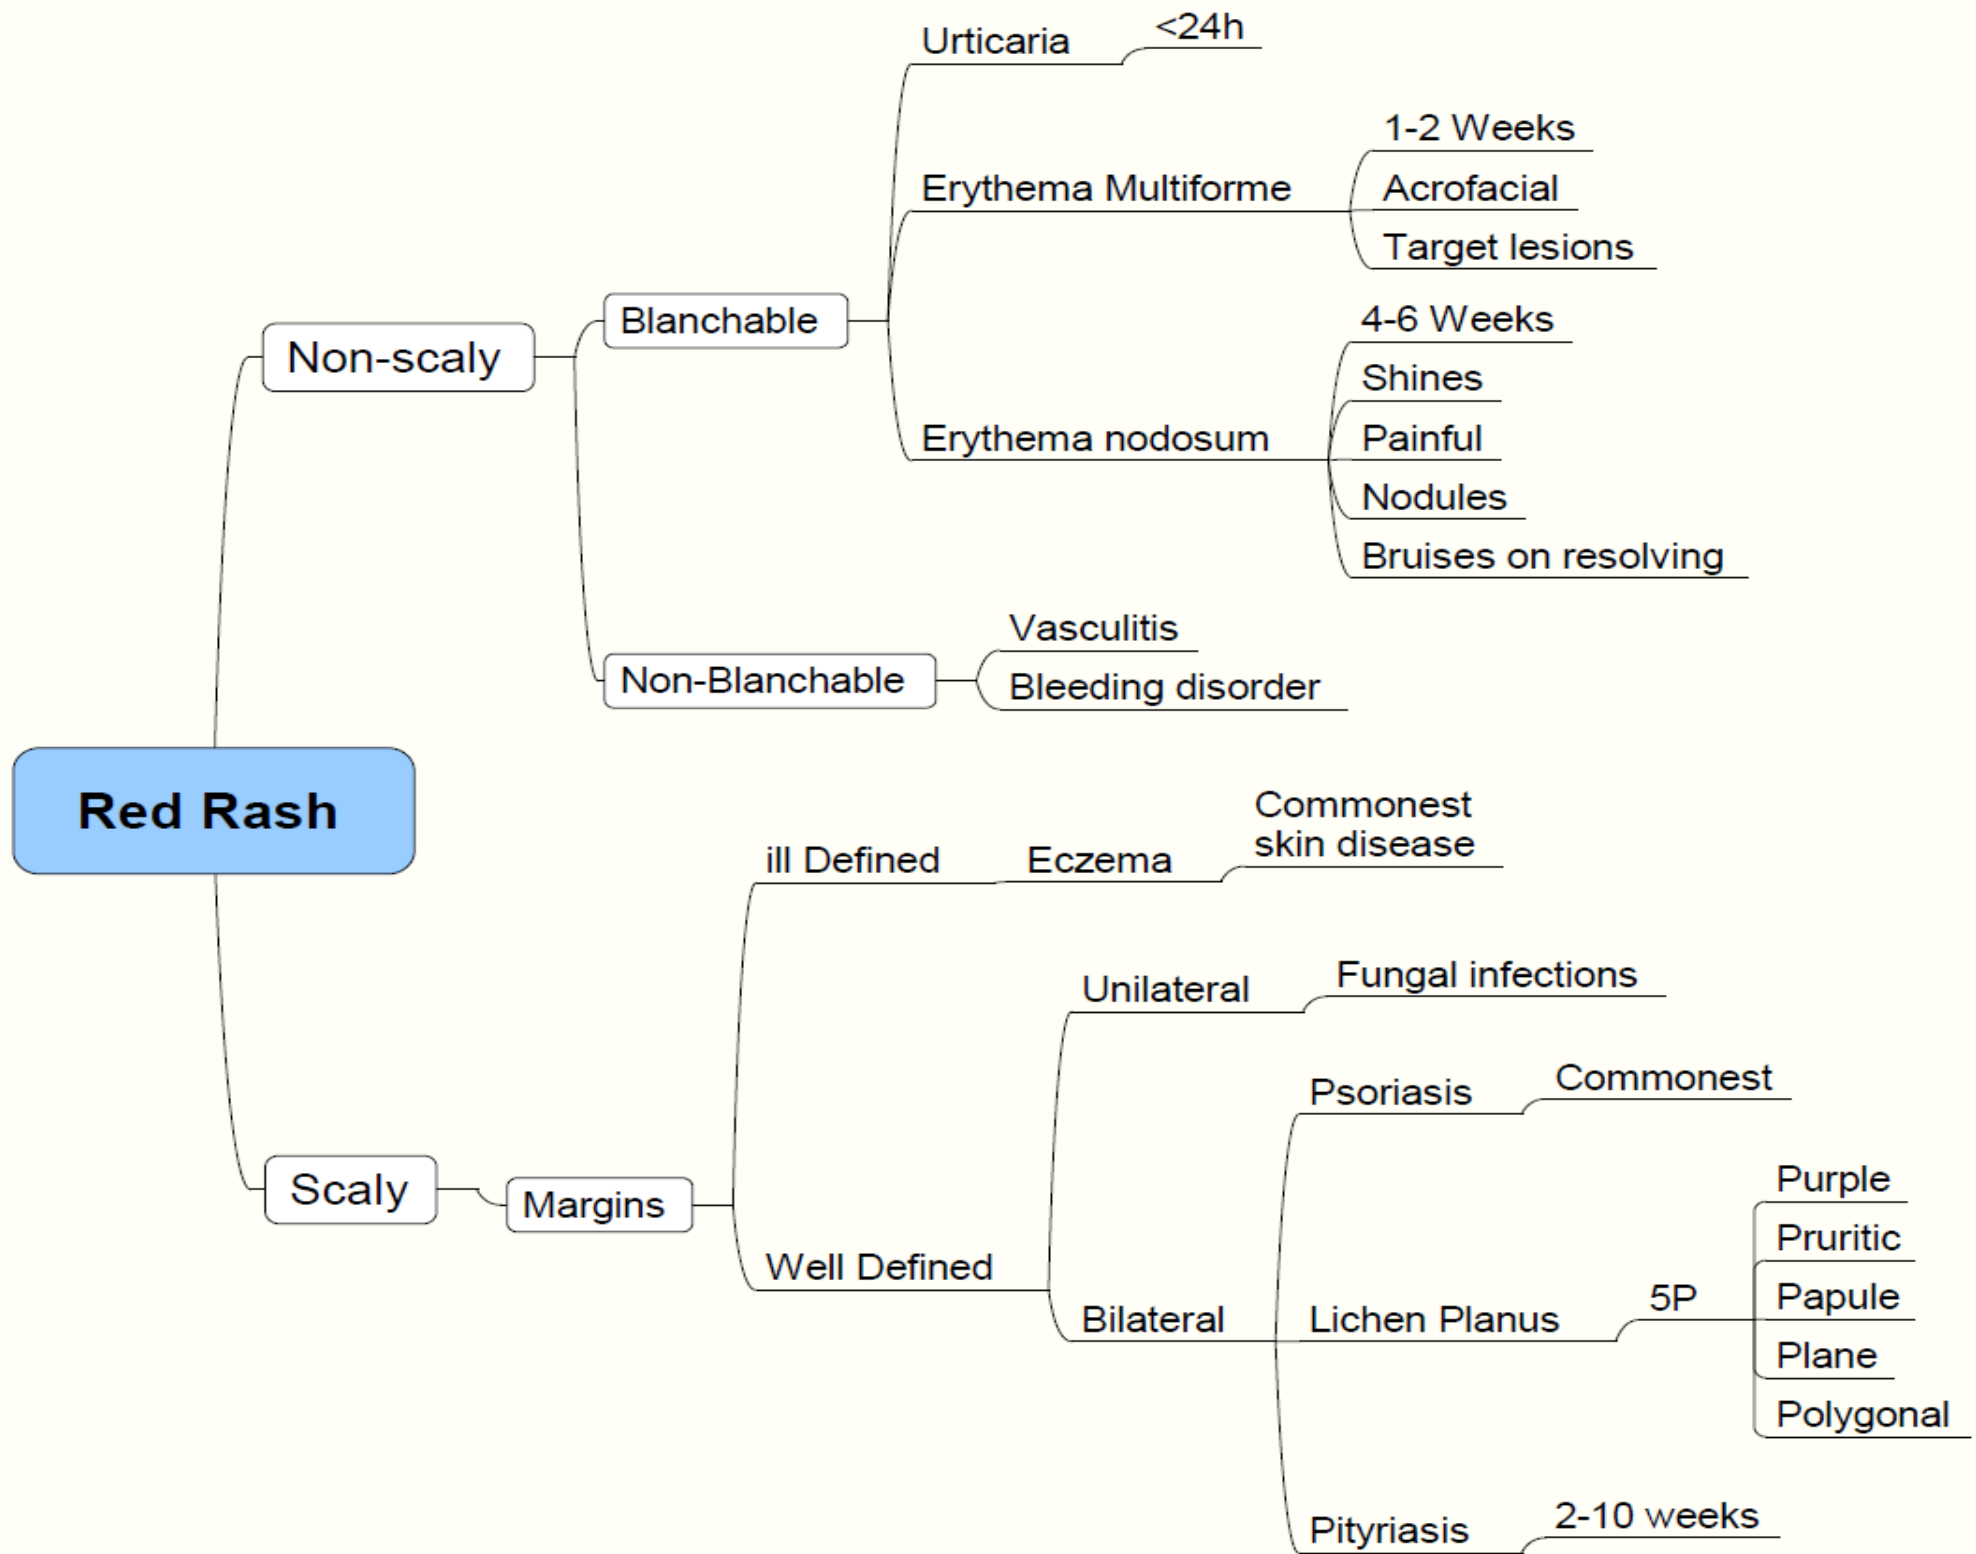 Red Rash
Non-scaly
Blanchable
Urticaria
<24h
Erythema Multiforme
1-2 Weeks
Acrofacial
Target lesions
Erythema nodosum
4-6 Weeks
Shines
Painful
Nodules
Bruises on resolving
Non-Blanchable
Vasculitis
Bleeding disorder
Scaly
Margins
ill Defined
Eczema
Commonest
skin disease
Well Defined
Unilateral
Fungal infections
Bilateral
Psoriasis
Commonest
Lichen Planus
5P
Purple
Pruritic
Papule
Plane
Polygonal
Pityriasis
2-10 weeks